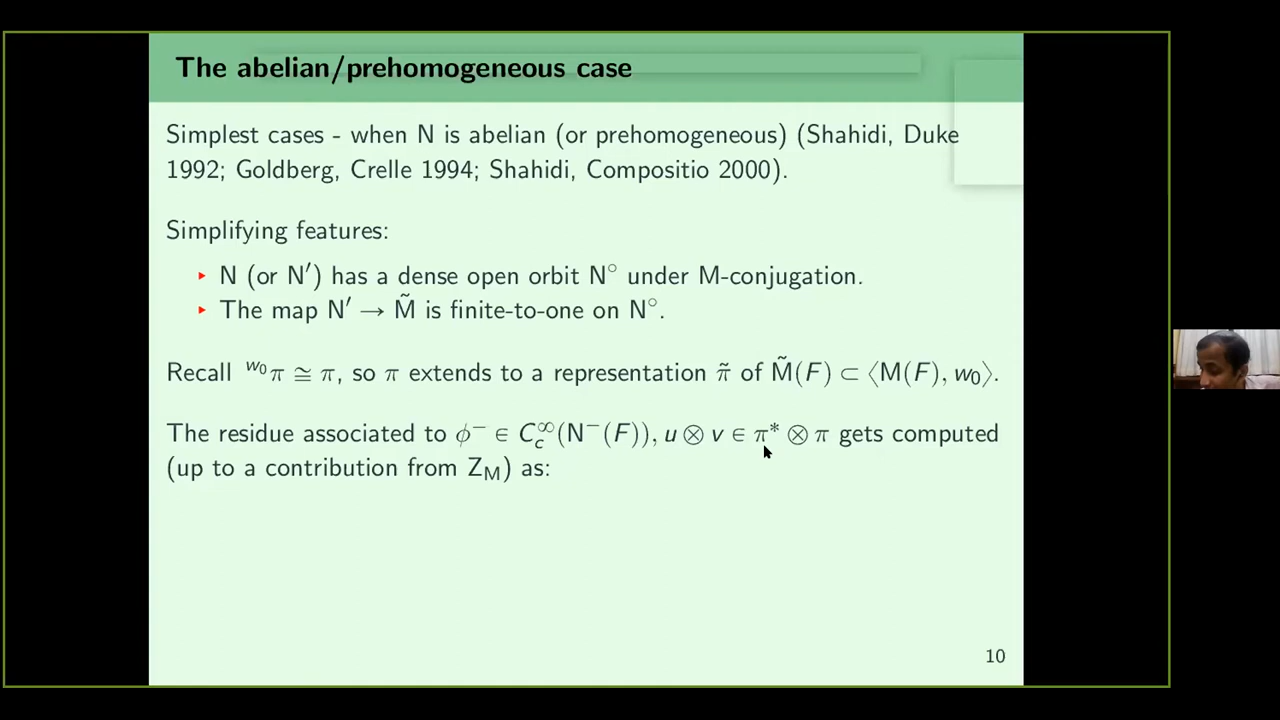 The abelian/prehomogeneous case
Simplest cases - when N is abelian (or prehomogeneous) (Shahidi, Duke
1992; Goldberg, Crelle 1994; Shahidi, Compositio 2000).
Simplifying features:
▸ N (or N′) has a dense open orbit N° under M-conjugation.
▸ The map N′ → M̃ is finite-to-one on N°.
Recall ^{w₀}π ≅ π, so π extends to a representation π̃ of M̃(F) ⊂ ⟨M(F), w₀⟩.
The residue associated to ϕ⁻ ∈ C_c^∞(N⁻(F)), u ⊗ v ∈ π* ⊗ π gets computed
(up to a contribution from Z_M) as:
10